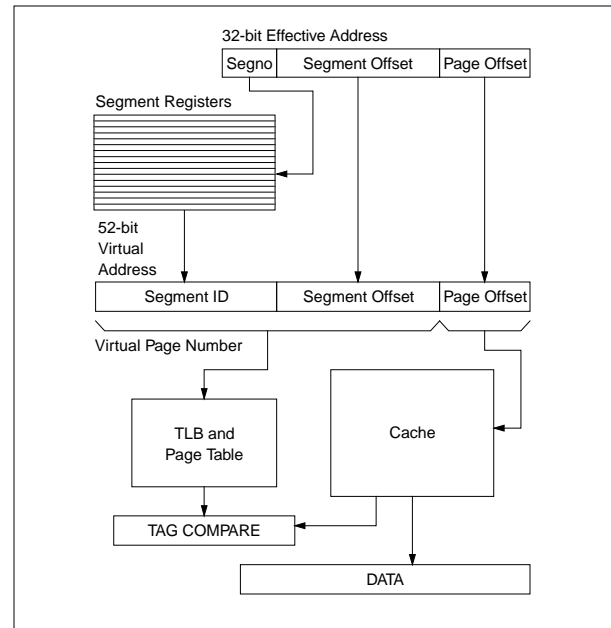 32-bit Effective Address
Segno Segment Offset Page Offset
Segment Registers
52-bit
Virtual
Address
Segment ID Segment Offset Page Offset
Virtual Page Number
TLB and
Page Table
Cache
TAG COMPARE
DATA